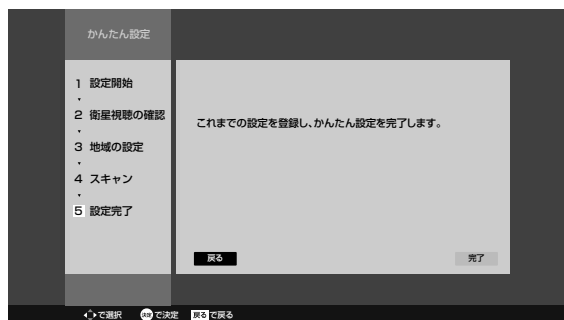 かんたん設定
1 設定開始
2 衛星視聴の確認
3 地域の設定
4 スキャン
5 設定完了
これまでの設定を登録し、かんたん設定を完了します。
戻る 完了
で選択 決定 で決定 戻る で戻る